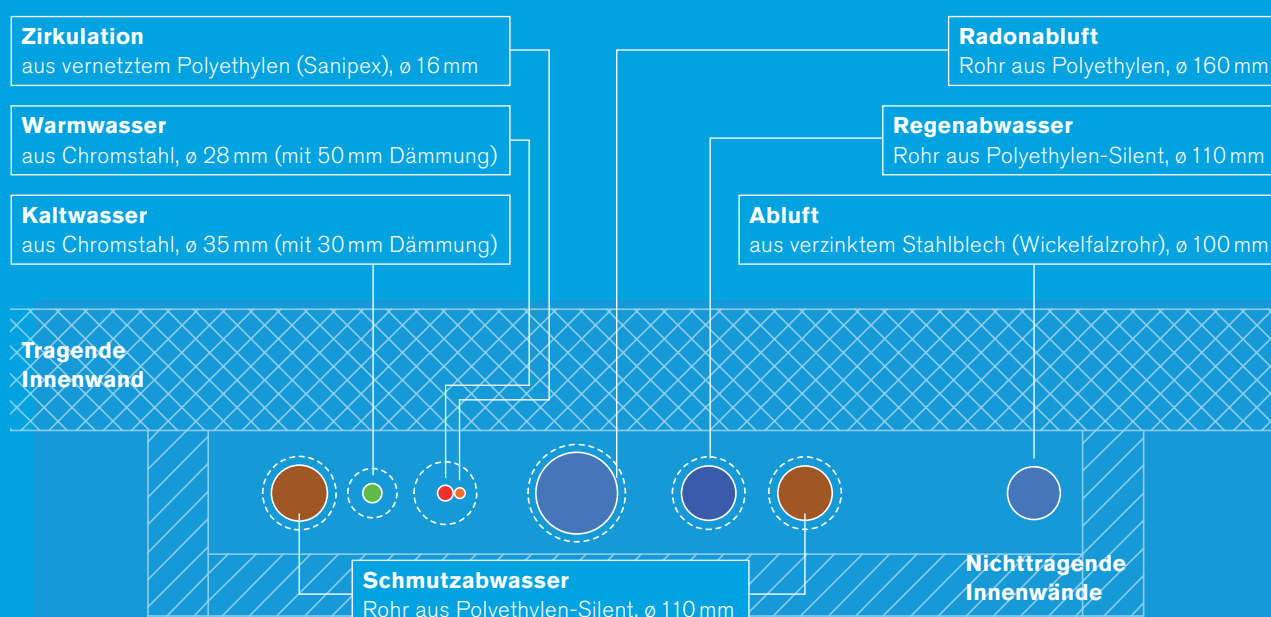 Zirkulation
aus vernetztem Polyethylen (Sanipex), ø 16 mm
Warmwasser
aus Chromstahl, ø 28 mm (mit 50 mm Dämmung)
Kaltwasser
aus Chromstahl, ø 35 mm (mit 30 mm Dämmung)
Radonabluft
Rohr aus Polyethylen, ø 160 mm
Regenabwasser
Rohr aus Polyethylen-Silent, ø 110 mm
Abluft
aus verzinktem Stahlblech (Wickelfalzrohr), ø 100 mm
Tragende
Innenwand
Schmutzabwasser
Rohr aus Polyethylen-Silent, ø 110 mm
Nichttragende
Innenwände